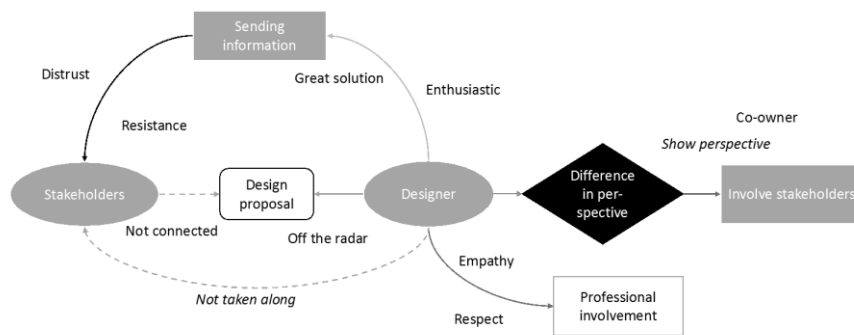 Sending
information
Distrust
Great solution
Enthusiastic
Resistance
Co-owner
Show perspective
Stakeholders
Design
proposal
Designer
Difference
in per-
spective
Involve stakeholders
Not connected
Off the radar
Empathy
Not taken along
Respect
Professional
involvement